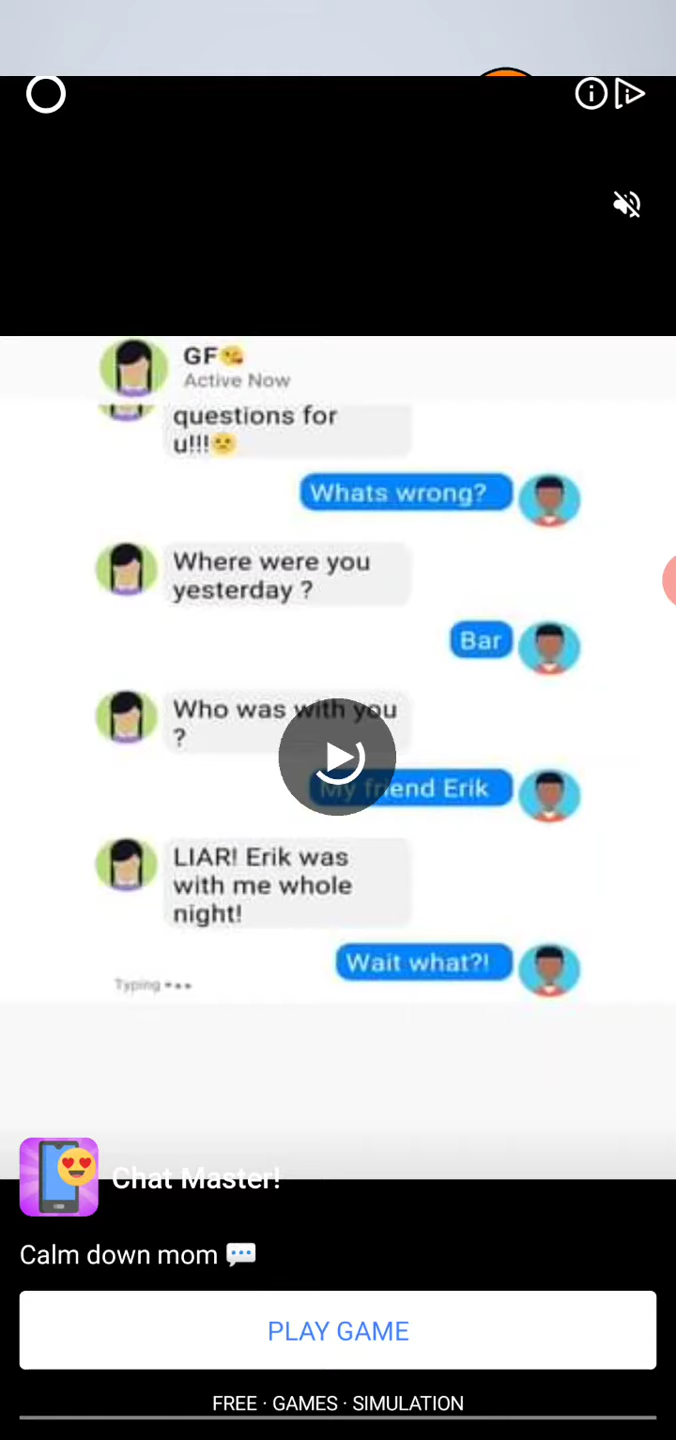 GF😘
Active Now
questions for
u!!!🙁
Whats wrong?
Where were you
yesterday ?
Bar
Who was with you
?
My friend Erik
LIAR! Erik was
with me whole
night!
Wait what?!
Typing •••
Chat Master!
Calm down mom 💬
PLAY GAME
FREE · GAMES · SIMULATION